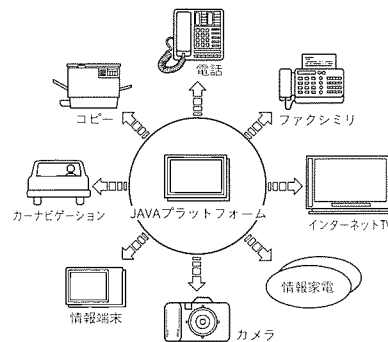 電話
コピー
ファクシミリ
カーナビゲーション
JAVAプラットフォーム
インターネットTV
情報端末
情報家電
カメラ